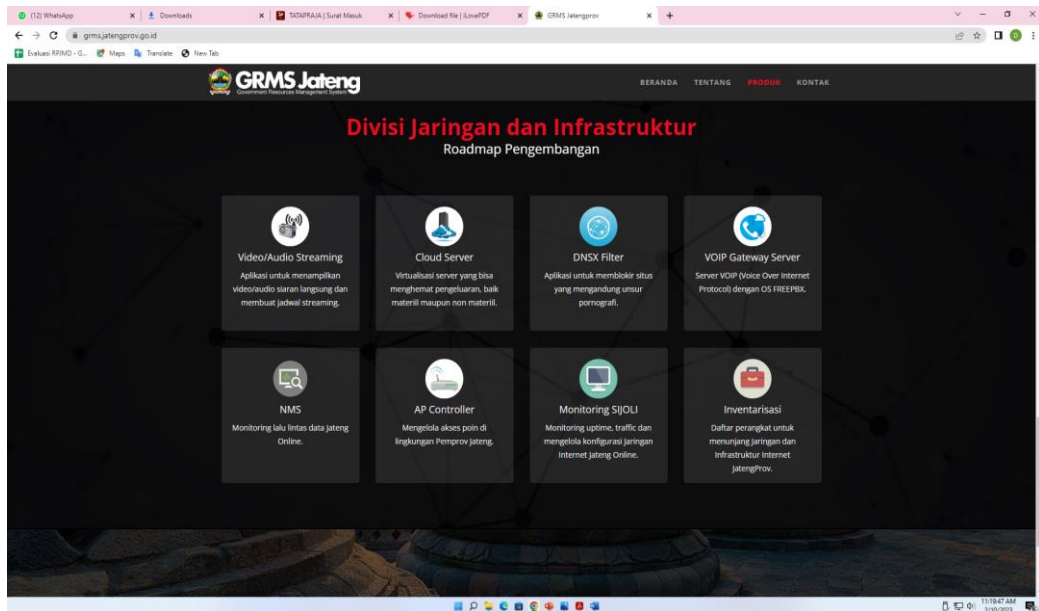 (12) WhatsApp
Downloads
TATAPRAJA | Surat Masuk
Download file | iLovePDF
GRMS Jatengprov
grms.jatengprov.go.id
Evaluasi RPJMD - G...
Maps
Translate
New Tab
GRMS Jateng
Government Resources Management System
BERANDA TENTANG PRODUK KONTAK
Divisi Jaringan dan Infrastruktur
Roadmap Pengembangan
Video/Audio Streaming
Aplikasi untuk menampilkan
video/audio siaran langsung dan
membuat jadwal streaming.
Cloud Server
Virtualisasi server yang bisa
menghemat pengeluaran, baik
materiil maupun non materiil.
DNSX Filter
Aplikasi untuk memblokir situs
yang mengandung unsur
pornografi.
VOIP Gateway Server
Server VOIP (Voice Over Internet
Protocol) dengan OS FREEPBX.
NMS
Monitoring lalu lintas data Jateng
Online.
AP Controller
Mengelola akses poin di
lingkungan Pemprov Jateng.
Monitoring SIJOLI
Monitoring uptime, traffic dan
mengelola konfigurasi Jaringan
Internet Jateng Online.
Inventarisasi
Daftar perangkat untuk
menunjang jaringan dan
Infrastruktur Internet
JatengProv.
11:19:47 AM
2/10/2023